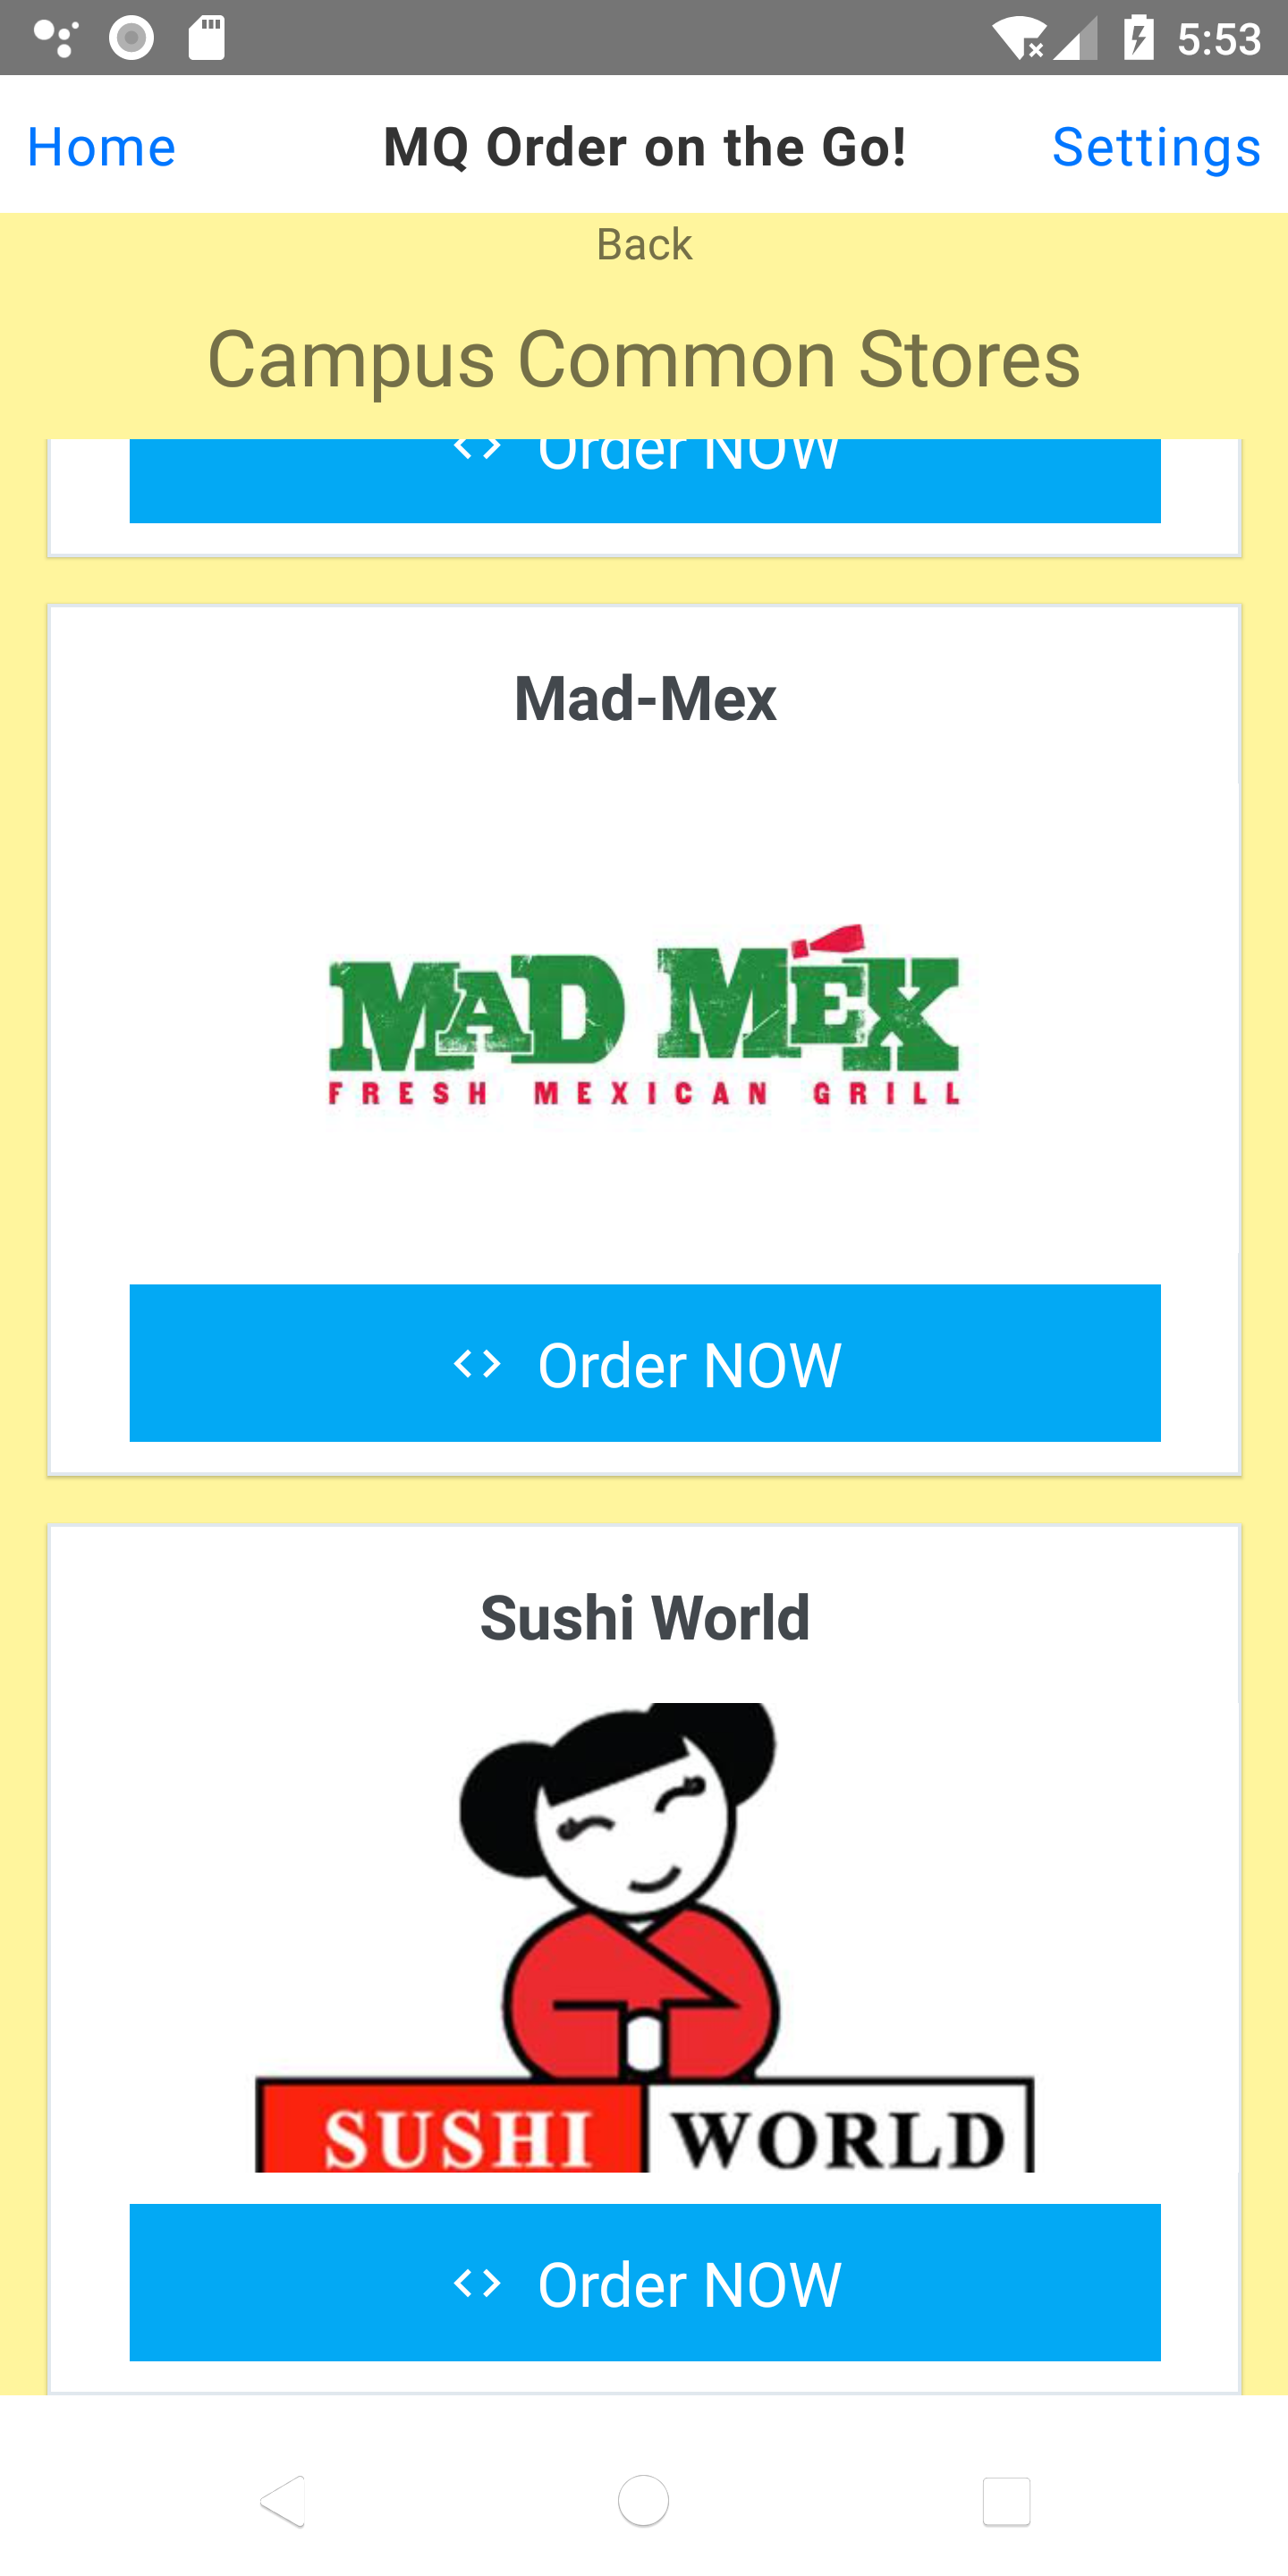 5:53
Home MQ Order on the Go! Settings
Back
Campus Common Stores
<> Order NOW
Mad-Mex
MAD MEX
FRESH MEXICAN GRILL
<> Order NOW
Sushi World
SUSHI WORLD
<> Order NOW